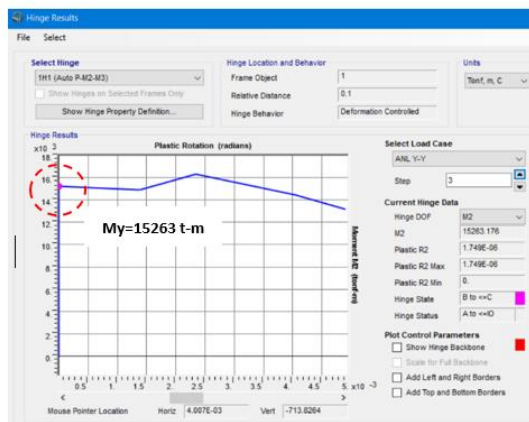 Hinge Results
File Select
Select Hinge
1H1 (Auto P-M2-M3)
Show Hinges on Selected Frames Only
Show Hinge Property Definition...
Hinge Location and Behavior
Frame Object 1
Relative Distance 0.1
Hinge Behavior Deformation Controlled
Units
Tonf, m, C
Hinge Results
x10 3
Plastic Rotation (radians)
18.
16.
14.
12.
10.
8.
6.
4.
2.
0.
My=15263 t-m
Moment M2 (tonf-m)
0.5 1. 1.5 2. 2.5 3. 3.5 4. 4.5 5. x10 -3
Mouse Pointer Location Horiz 4.087E-03 Vert -713.8264
Select Load Case
ANL Y-Y
Step 3
Current Hinge Data
Hinge DOF M2
M2 15263.176
Plastic R2 1.749E-06
Plastic R2 Max 1.749E-06
Plastic R2 Min 0.
Hinge State B to <=C
Hinge Status A to <=IO
Plot Control Parameters
Show Hinge Backbone
Scale for Full Backbone
Add Left and Right Borders
Add Top and Bottom Borders